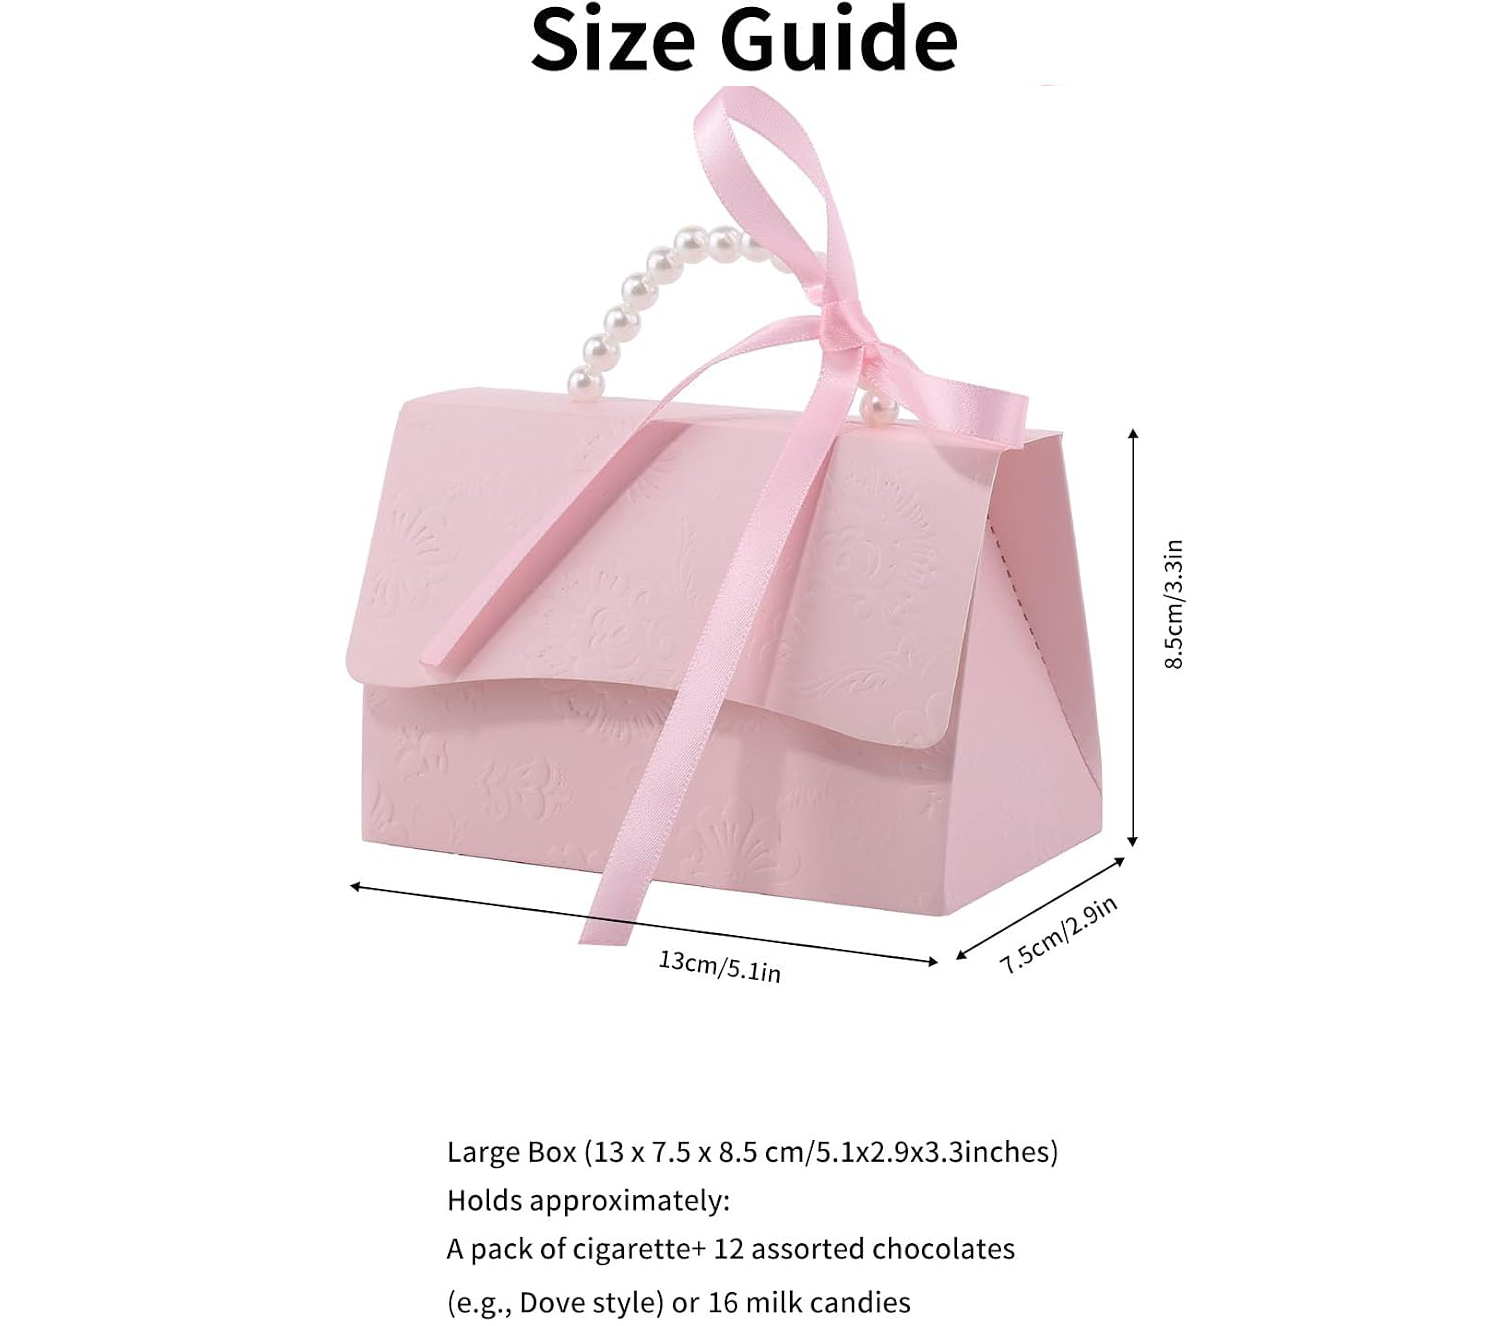 Size Guide
8.5cm/3.3in
7.5cm/2.9in
13cm/5.1in
Large Box (13 x 7.5 x 8.5 cm/5.1x2.9x3.3inches)
Holds approximately:
A pack of cigarette+ 12 assorted chocolates
(e.g., Dove style) or 16 milk candies